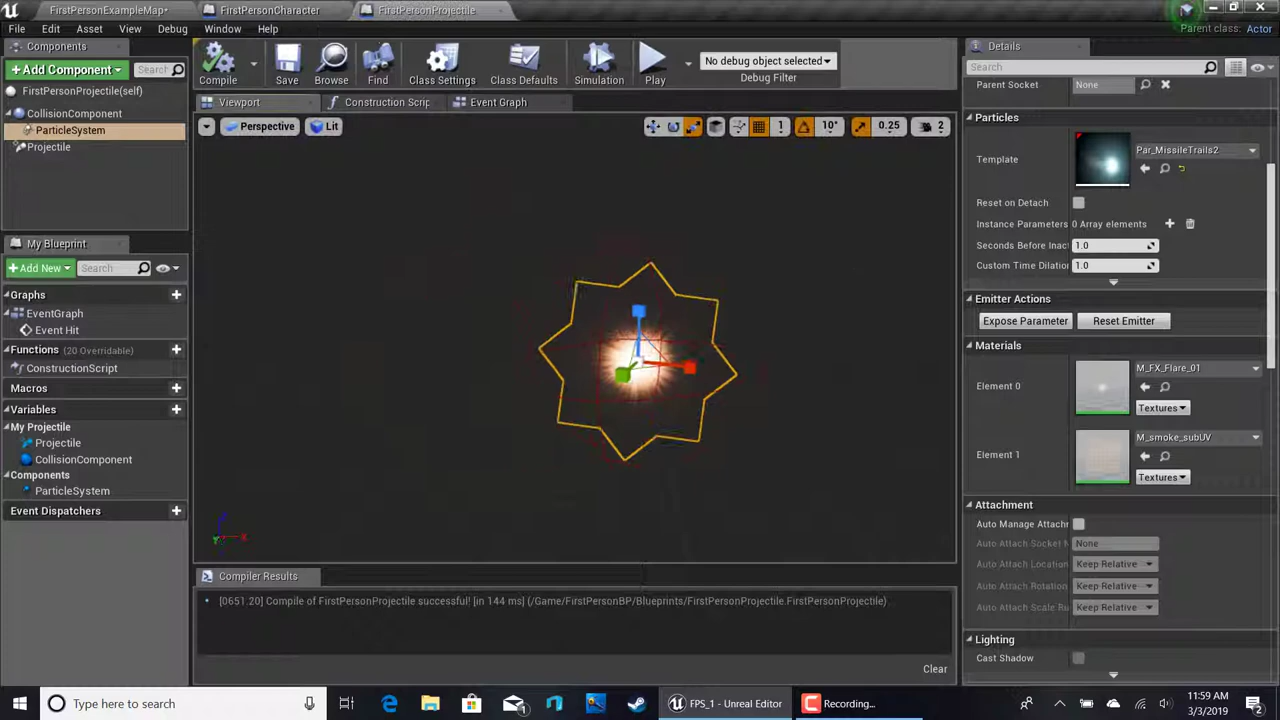 FirstPersonExampleMap*
FirstPersonCharacter
FirstPersonProjectile
File Edit Asset View Debug Window Help
Parent class: Actor
Components
+Add Component
Search
FirstPersonProjectile(self)
CollisionComponent
ParticleSystem
Projectile
Compile
Save
Browse
Find
Class Settings
Class Defaults
Simulation
Play
No debug object selected
Debug Filter
Viewport
Construction Scrip
Event Graph
Perspective
Lit
1
10°
0.25
2
My Blueprint
+Add New
Search
Graphs
EventGraph
Event Hit
Functions (20 Overridable)
ConstructionScript
Macros
Variables
My Projectile
Projectile
CollisionComponent
Components
ParticleSystem
Event Dispatchers
Compiler Results
[0651.20] Compile of FirstPersonProjectile successful! [in 144 ms] (/Game/FirstPersonBP/Blueprints/FirstPersonProjectile.FirstPersonProjectile)
Clear
Details
Search
Parent Socket None
Particles
Template
Par_MissileTrails2
Reset on Detach
Instance Parameters 0 Array elements
Seconds Before Inact 1.0
Custom Time Dilation 1.0
Emitter Actions
Expose Parameter Reset Emitter
Materials
Element 0
M_FX_Flare_01
Textures
Element 1
M_smoke_subUV
Textures
Attachment
Auto Manage Attachm
Auto Attach Socket N None
Auto Attach Location Keep Relative
Auto Attach Rotation Keep Relative
Auto Attach Scale Ru Keep Relative
Lighting
Cast Shadow
Type here to search
FPS_1 - Unreal Editor
Recording...
11:59 AM
3/3/2019